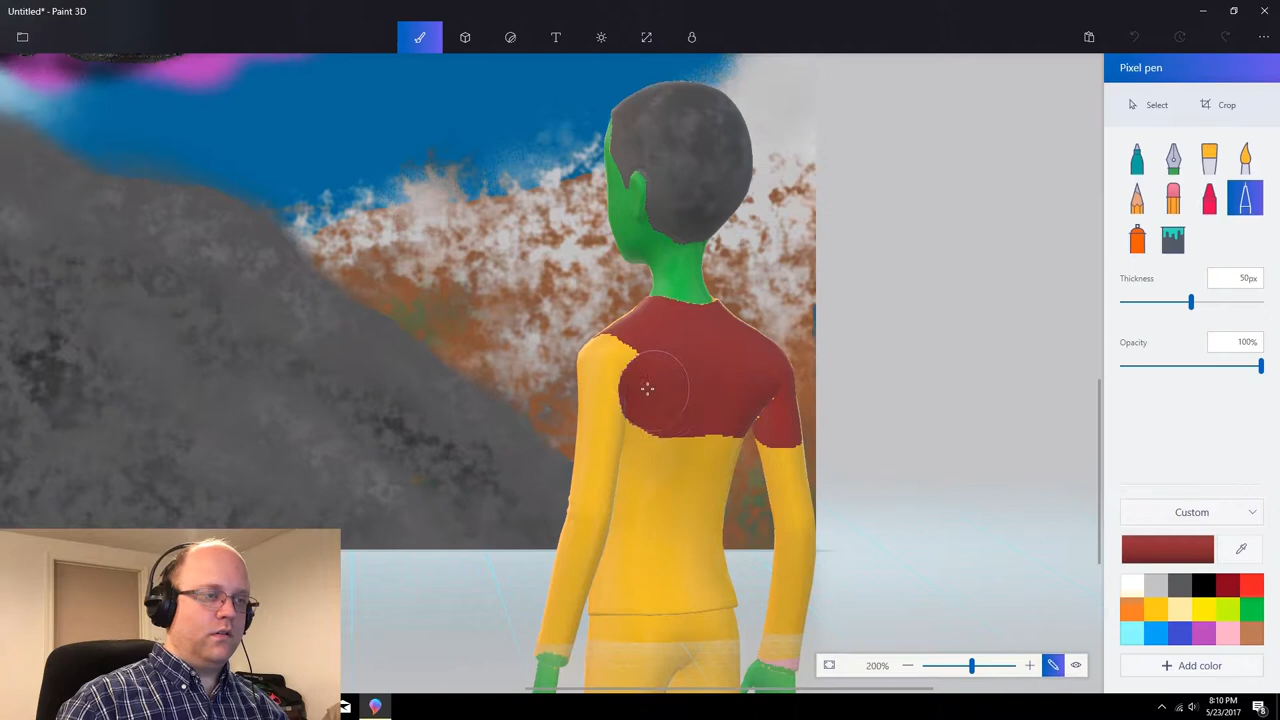 Untitled* - Paint 3D
Pixel pen
Select
Crop
Thickness
50px
Opacity
100%
Custom
Add color
200%
8:10 PM
5/23/2017
8